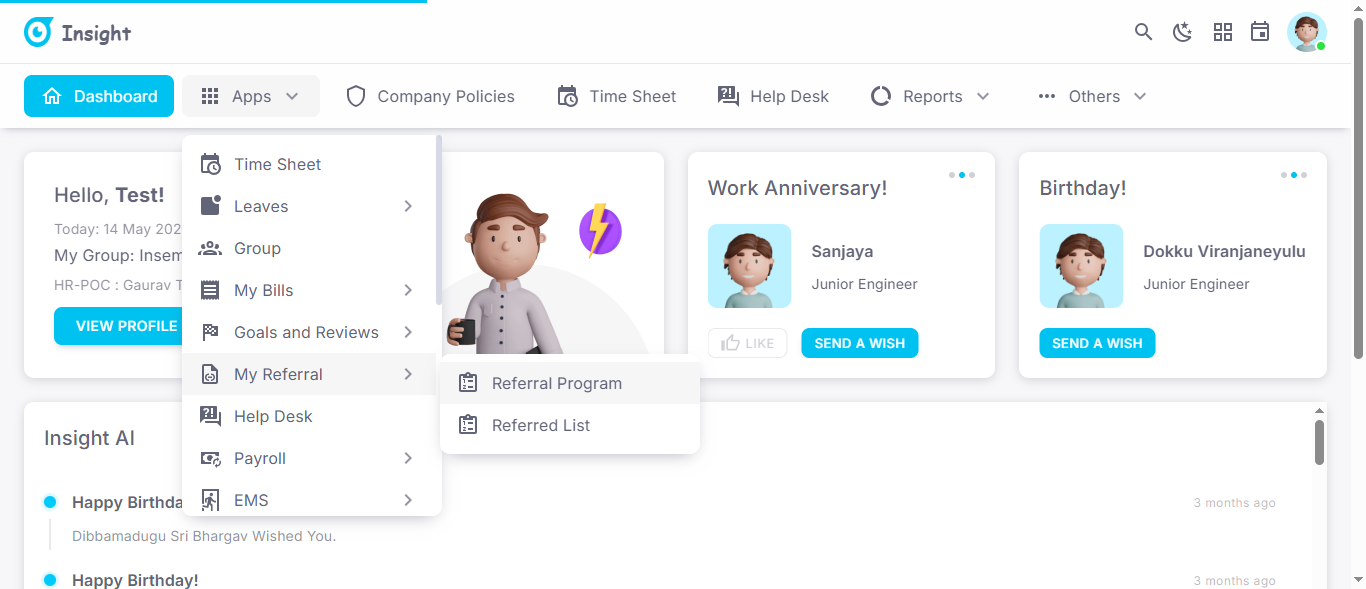 Insight
Dashboard
Apps
Company Policies
Time Sheet
Help Desk
Reports
Others
Time Sheet
Leaves
Group
My Bills
Goals and Reviews
My Referral
Help Desk
Payroll
EMS
Referral Program
Referred List
Hello, Test!
Today: 14 May 202
My Group: Insem
HR-POC : Gaurav T
VIEW PROFILE
Work Anniversary!
Sanjaya
Junior Engineer
LIKE
SEND A WISH
Birthday!
Dokku Viranjaneyulu
Junior Engineer
SEND A WISH
Insight AI
Happy Birthda
3 months ago
Dibbamadugu Sri Bhargav Wished You.
Happy Birthday!
3 months ago